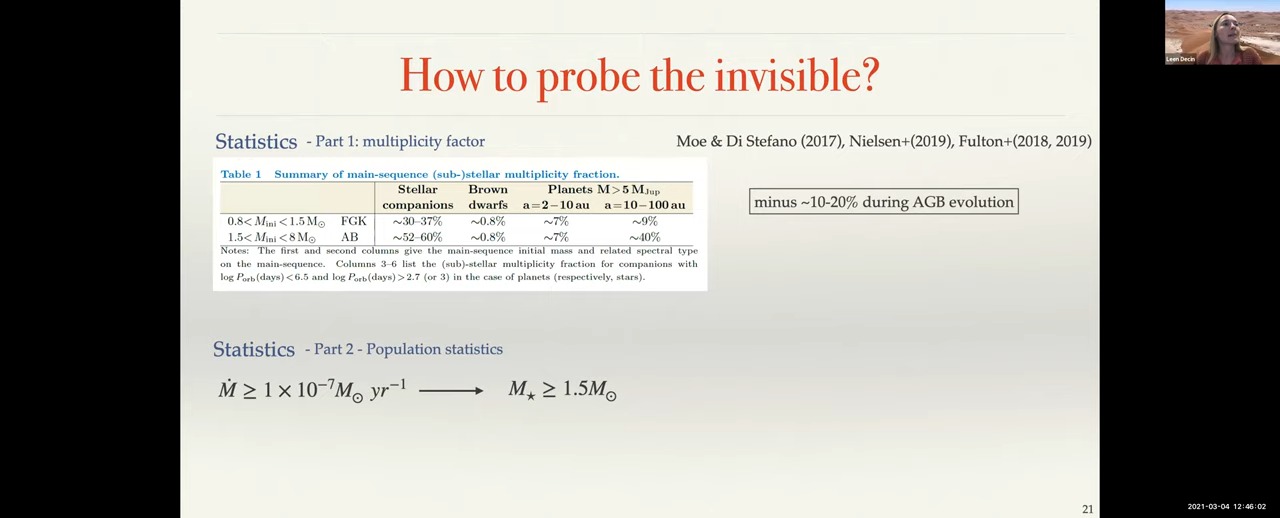 How to probe the invisible?
Statistics - Part 1: multiplicity factor
Moe & Di Stefano (2017), Nielsen+(2019), Fulton+(2018, 2019)
Table 1 Summary of main-sequence (sub-)stellar multiplicity fraction.
Stellar Brown Planets M>5 MJup
companions dwarfs a=2−10 au a=10−100 au
0.8<Mini<1.5 M⊙ FGK ~30–37% ~0.8% ~7% ~9%
1.5<Mini<8 M⊙ AB ~52–60% ~0.8% ~7% ~40%
Notes: The first and second columns give the main-sequence initial mass and related spectral type
on the main-sequence. Columns 3–6 list the (sub)-stellar multiplicity fraction for companions with
log Porb(days)<6.5 and log Porb(days)>2.7 (or 3) in the case of planets (respectively, stars).
minus ~10-20% during AGB evolution
Statistics - Part 2 - Population statistics
Ṁ ≥ 1 × 10⁻⁷M⊙ yr⁻¹ ⟶ M⋆ ≥ 1.5M⊙
21
Leen Decin
2021-03-04 12:46:02